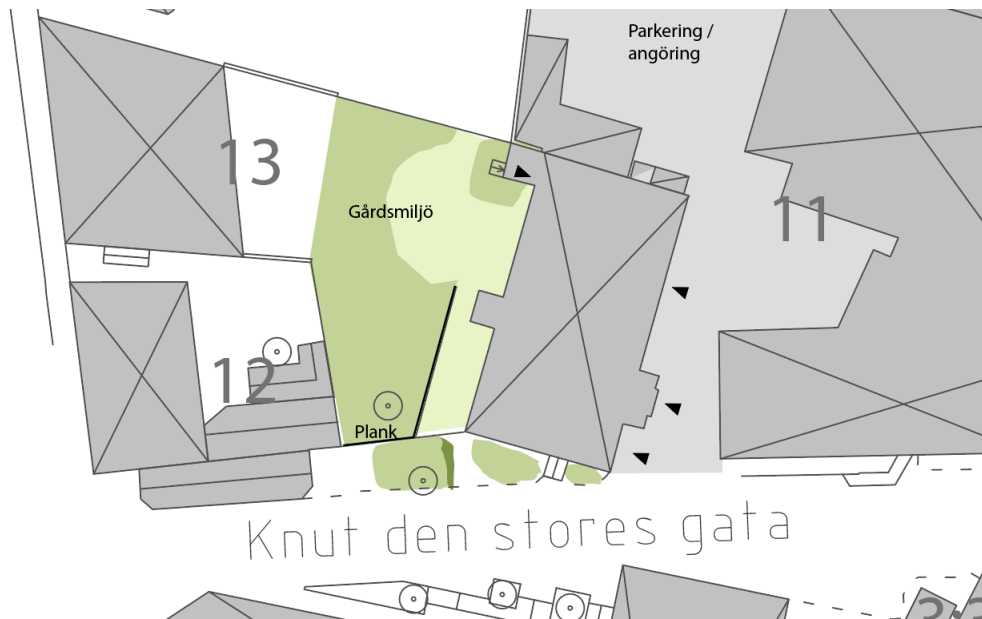 Parkering /
angöring
13
Gårdsmiljö
11
12
Plank
Knut den stores gata